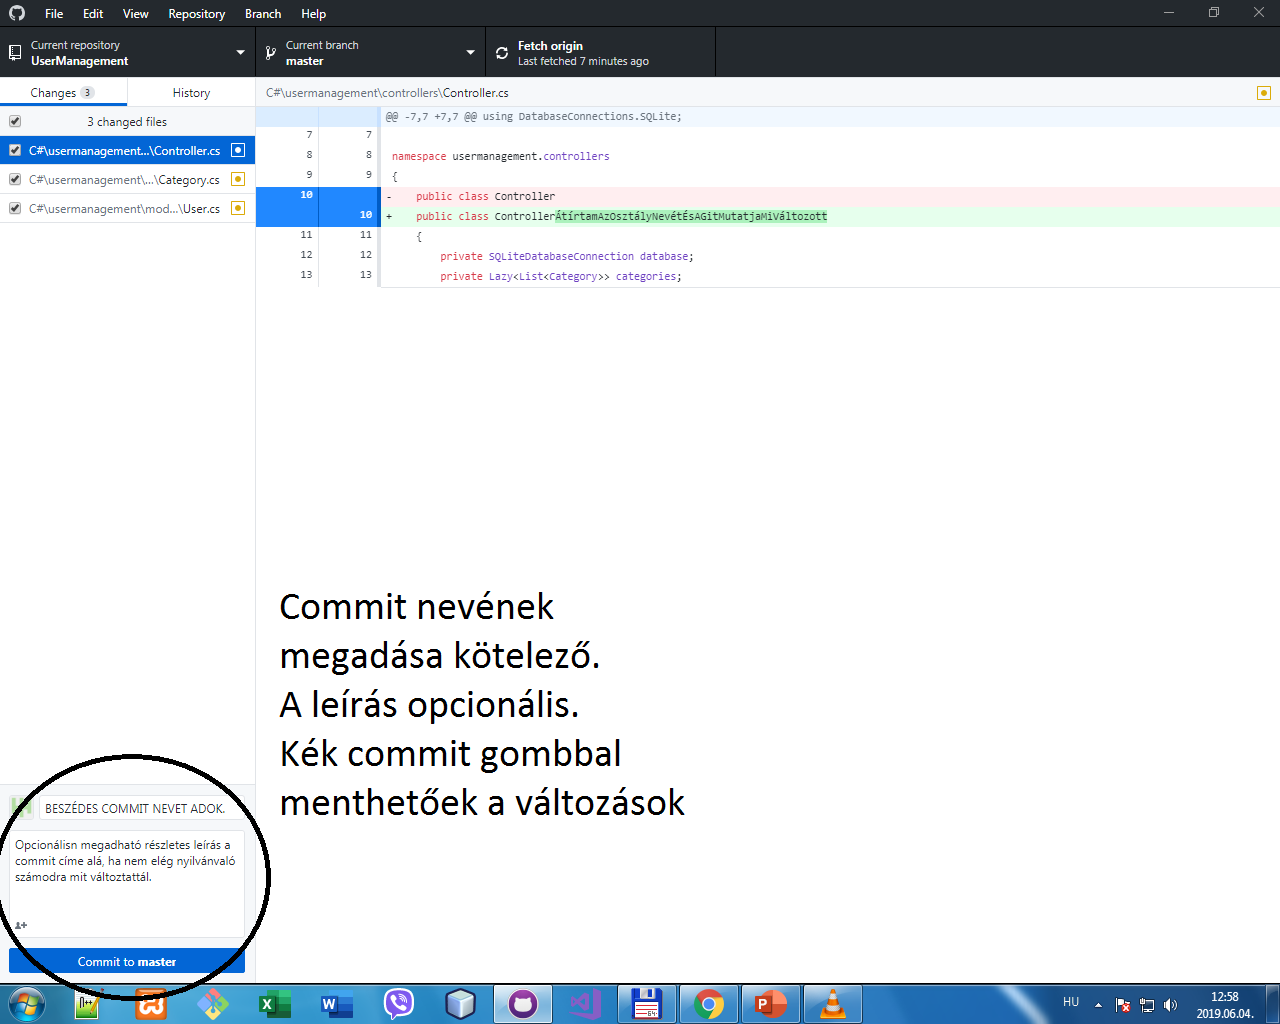 File Edit View Repository Branch Help
Current repository
UserManagement
Current branch
master
Fetch origin
Last fetched 7 minutes ago
Changes 3 History
3 changed files
C#\usermanagement...\Controller.cs
C#\usermanagement\...\Category.cs
C#\usermanagement\mod...\User.cs
C#\usermanagement\controllers\Controller.cs
@@ -7,7 +7,7 @@ using DatabaseConnections.SQLite;
7 7
8 8 namespace usermanagement.controllers
9 9 {
10 - public class Controller
10 + public class ControllerÁtírtamAzOsztályNevétÉsAGitMutatjaMiVáltozott
11 11 {
12 12 private SQLiteDatabaseConnection database;
13 13 private Lazy<List<Category>> categories;
Commit nevének
megadása kötelező.
A leírás opcionális.
Kék commit gombbal
menthetőek a változások
BESZÉDES COMMIT NEVET ADOK.
Opcionálisn megadható részletes leírás a
commit címe alá, ha nem elég nyilvánvaló
számodra mit változtattál.
Commit to master
HU
12:58
2019.06.04.